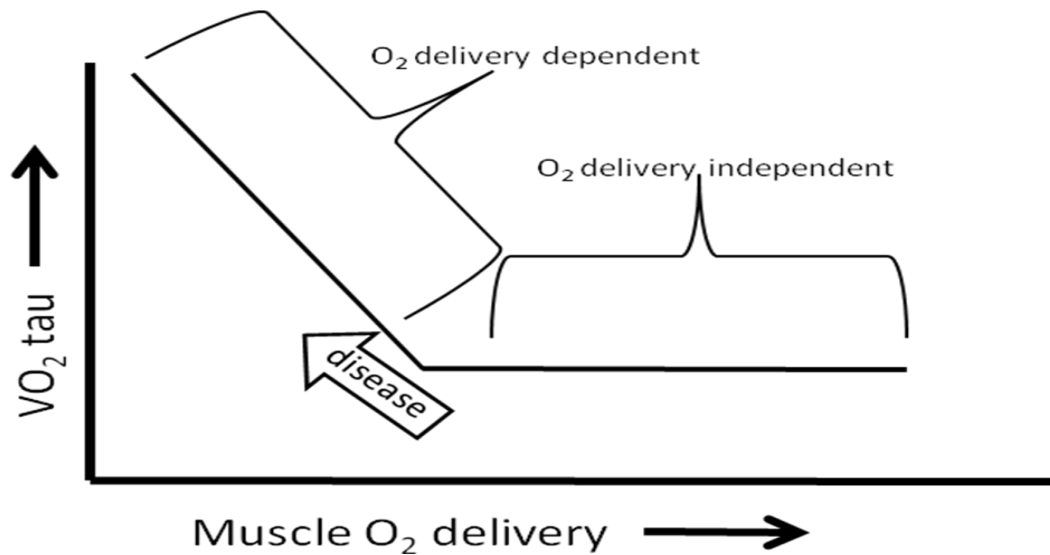 O₂ delivery dependent
O₂ delivery independent
VO₂ tau
disease
Muscle O₂ delivery